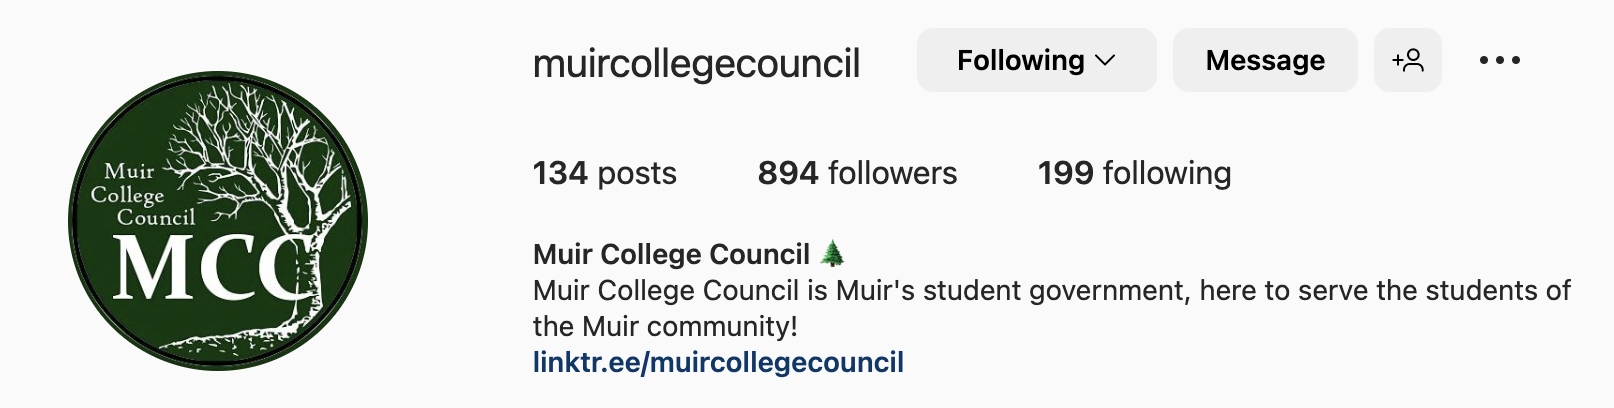 Muir
College
Council
MCC
muircollegecouncil
Following
Message
134 posts
894 followers
199 following
Muir College Council 🌲
Muir College Council is Muir's student government, here to serve the students of
the Muir community!
linktr.ee/muircollegecouncil